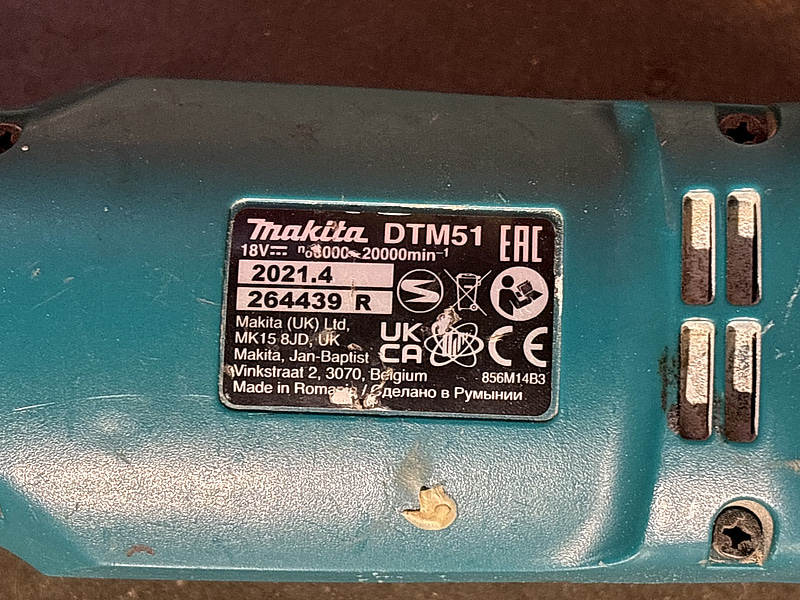 makita DTM51 EAC
18V n₀6000~20000min⁻¹
2021.4
264439 R
Makita (UK) Ltd,
MK15 8JD, UK
UK CA
CE
Makita, Jan-Baptist
Vinkstraat 2, 3070, Belgium
856M14B3
Made in Romania / Сделано в Румынии